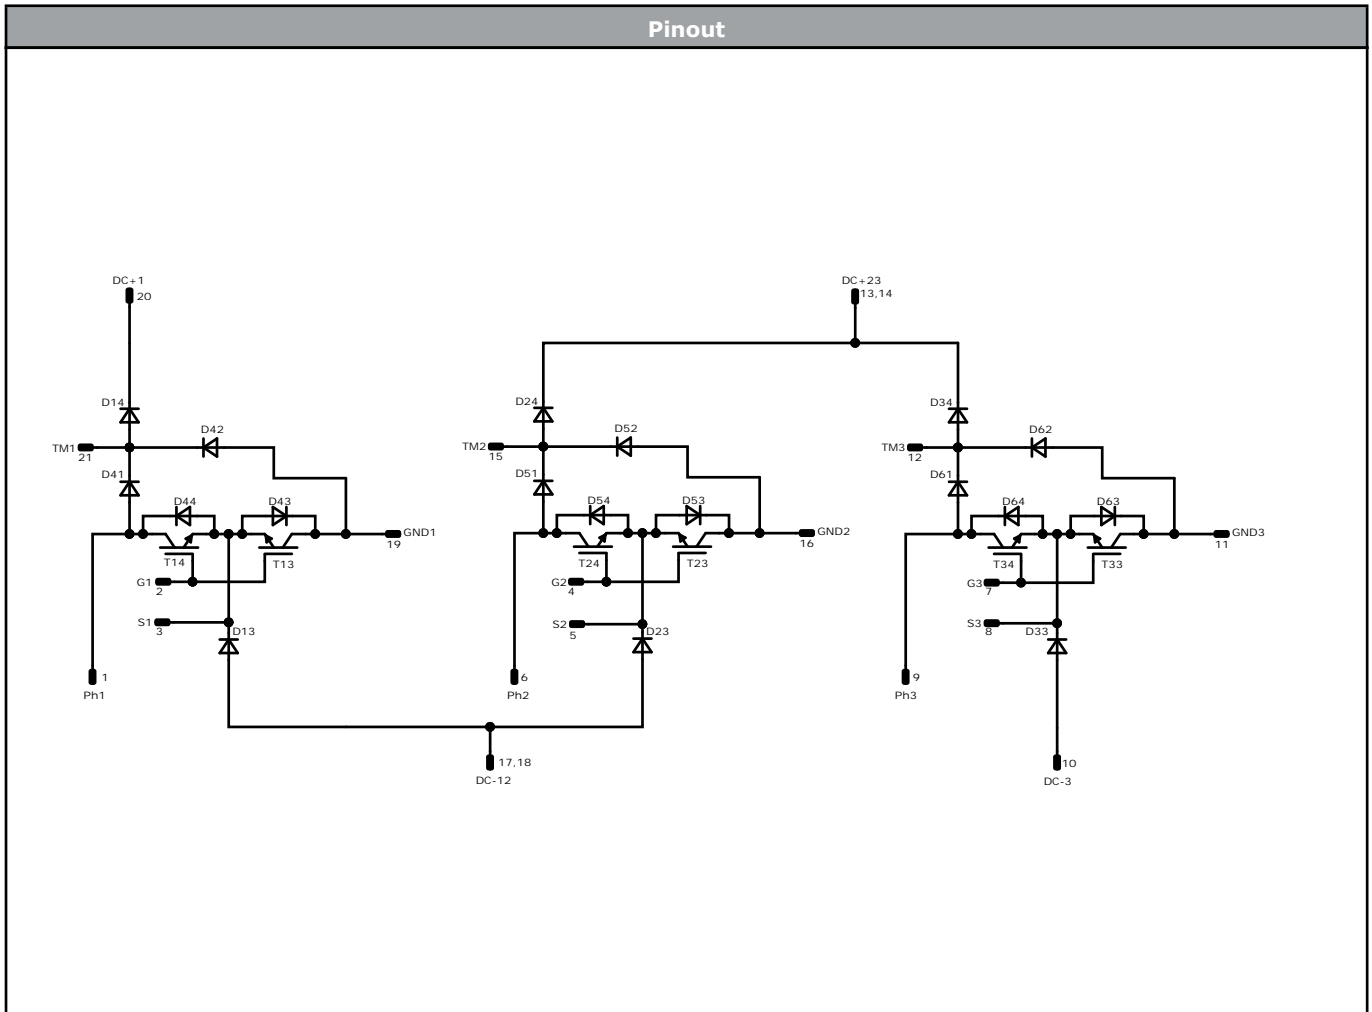 Pinout
DC+1
20
DC+23
13,14
D14
D24
D34
TM1
21
D42
TM2
15
D52
TM3
12
D62
D41
D51
D61
D44
D43
D54
D53
D64
D63
GND1
19
GND2
16
GND3
11
T14
T13
T24
T23
T34
T33
G1
2
G2
4
G3
7
S1
3
D13
S2
5
D23
S3
8
D33
1
Ph1
6
Ph2
9
Ph3
17,18
DC-12
10
DC-3